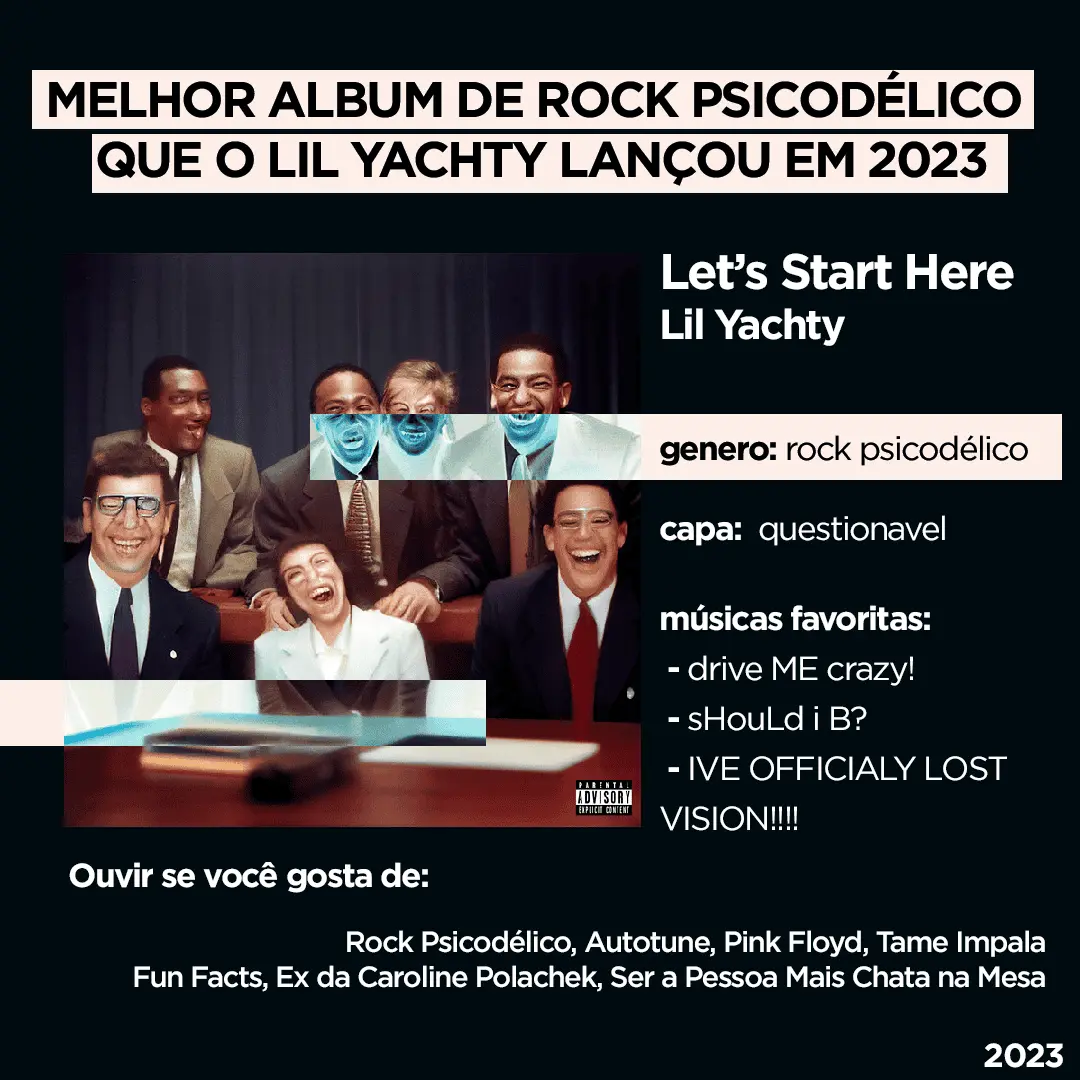 MELHOR ALBUM DE ROCK PSICODÉLICO
QUE O LIL YACHTY LANÇOU EM 2023
Let’s Start Here
Lil Yachty
genero: rock psicodélico
capa: questionavel
músicas favoritas:
- drive ME crazy!
- sHouLd i B?
- IVE OFFICIALY LOST
VISION!!!!
PARENTAL
ADVISORY
EXPLICIT CONTENT
Ouvir se você gosta de:
Rock Psicodélico, Autotune, Pink Floyd, Tame Impala
Fun Facts, Ex da Caroline Polachek, Ser a Pessoa Mais Chata na Mesa
2023